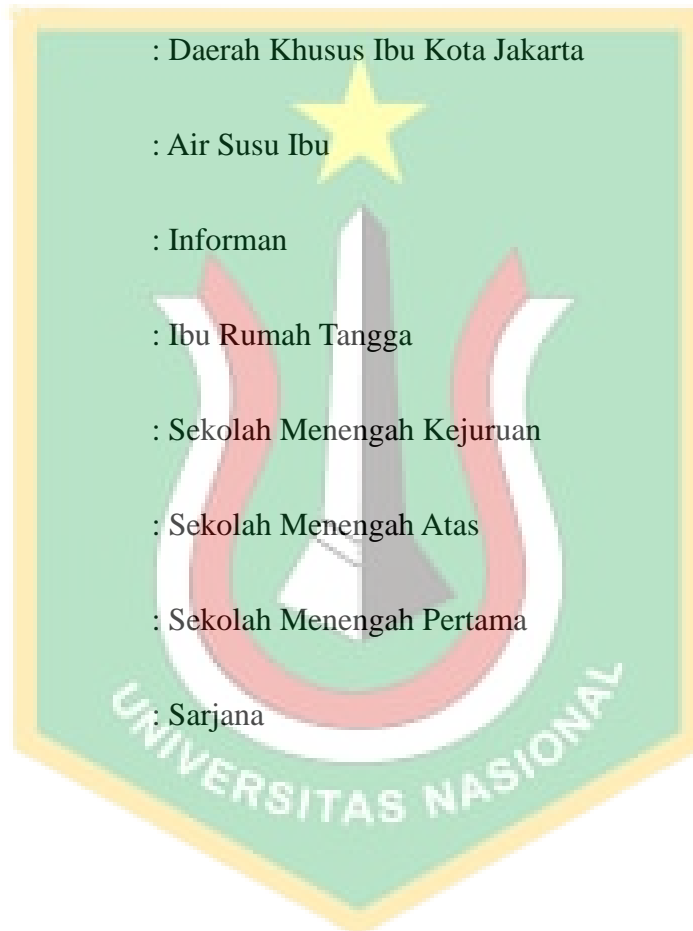 : Daerah Khusus Ibu Kota Jakarta
: Air Susu Ibu
: Informan
: Ibu Rumah Tangga
: Sekolah Menengah Kejuruan
: Sekolah Menengah Atas
: Sekolah Menengah Pertama
: Sarjana
UNIVERSITAS NASIONAL